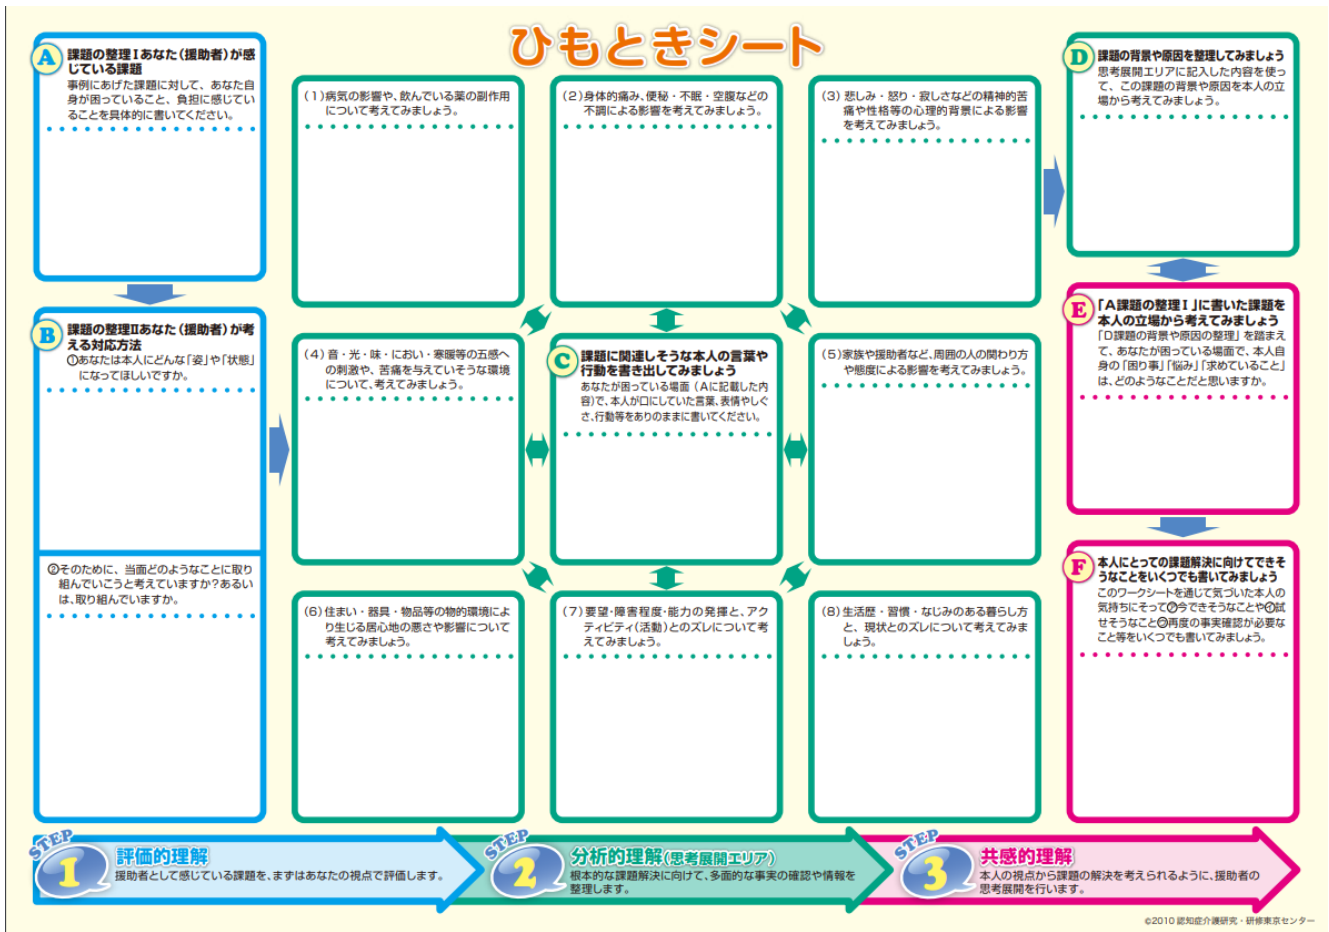 ひもときシート
A
課題の整理Ⅰあなた(援助者)が感
じている課題
事例にあげた課題に対して、あなた自
身が困っていること、負担に感じてい
ることを具体的に書いてください。
B
課題の整理Ⅱあなた(援助者)が考
える対応方法
①あなたは本人にどんな「姿」や「状態」
になってほしいですか。
②そのために、当面どのようなことに取り
組んでいこうと考えていますか?あるい
は、取り組んでいますか。
(1)病気の影響や、飲んでいる薬の副作用
について考えてみましょう。
(2)身体的痛み、便秘・不眠・空腹などの
不調による影響を考えてみましょう。
(3)悲しみ・怒り・寂しさなどの精神的苦
痛や性格等の心理的背景による影響
を考えてみましょう。
(4)音・光・味・におい・寒暖等の五感へ
の刺激や、苦痛を与えていそうな環境
について、考えてみましょう。
C
課題に関連しそうな本人の言葉や
行動を書き出してみましょう
あなたが困っている場面(Aに記載した内
容)で、本人が口にしていた言葉、表情やしぐ
さ、行動等をありのままに書いてください。
(5)家族や援助者など、周囲の人の関わり方
や態度による影響を考えてみましょう。
(6)住まい・器具・物品等の物的環境によ
り生じる居心地の悪さや影響について
考えてみましょう。
(7)要望・障害程度・能力の発揮と、アク
ティビティ(活動)とのズレについて考
えてみましょう。
(8)生活歴・習慣・なじみのある暮らし方
と、現状とのズレについて考えてみま
しょう。
D
課題の背景や原因を整理してみましょう
思考展開エリアに記入した内容を使っ
て、この課題の背景や原因を本人の立
場から考えてみましょう。
E
「A課題の整理Ⅰ」に書いた課題を
本人の立場から考えてみましょう
「D課題の背景や原因の整理」を踏まえ
て、あなたが困っている場面で、本人自
身の「困り事」「悩み」「求めていること」
は、どのようなことだと思いますか。
F
本人にとっての課題解決に向けてできそ
うなことをいくつでも書いてみましょう
このワークシートを通じて気づいた本人の
気持ちにそって㋐今できそうなことや㋑試
せそうなこと㋒再度の事実確認が必要な
こと等をいくつでも書いてみましょう。
STEP
1
評価的理解
援助者として感じている課題を、まずはあなたの視点で評価します。
STEP
2
分析的理解(思考展開エリア)
根本的な課題解決に向けて、多面的な事実の確認や情報を
整理します。
STEP
3
共感的理解
本人の視点から課題の解決を考えられるように、援助者の
思考展開を行います。
©2010 認知症介護研究・研修東京センター